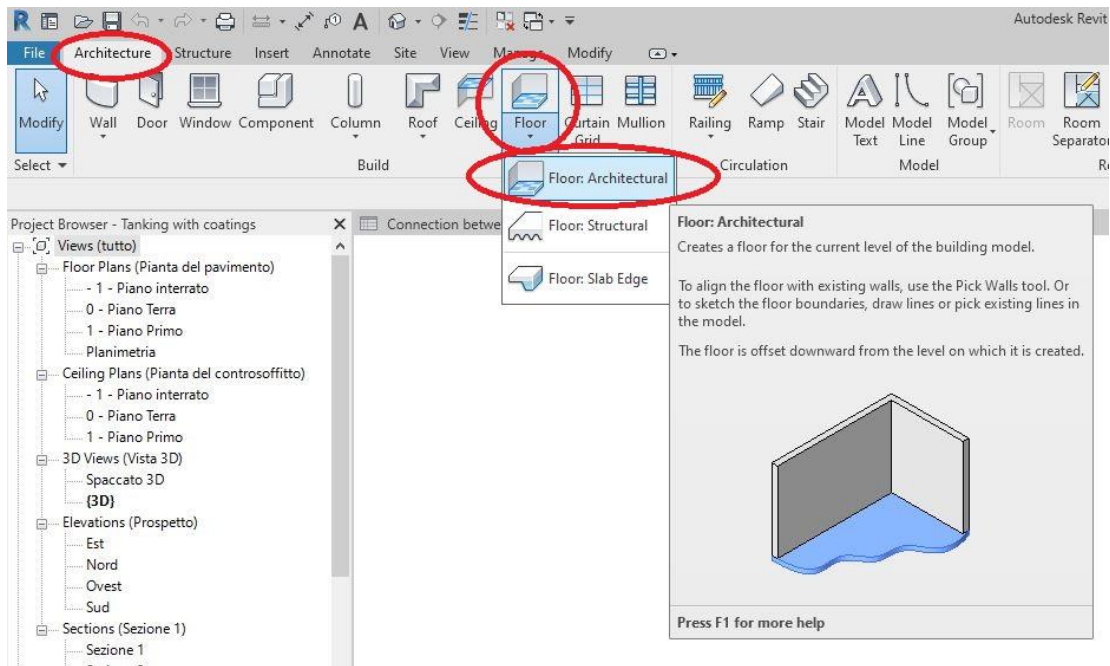 Autodesk Revit
File Architecture Structure Insert Annotate Site View Manage Modify
Modify Wall Door Window Component Column Roof Ceiling Floor Curtain Grid Mullion Railing Ramp Stair Model Text Model Line Model Group Room Room Separator
Select Build Circulation Model
Floor: Architectural
Floor: Structural
Floor: Slab Edge
Project Browser - Tanking with coatings
Connection betwe
Views (tutto)
Floor Plans (Pianta del pavimento)
- 1 - Piano interrato
0 - Piano Terra
1 - Piano Primo
Planimetria
Ceiling Plans (Pianta del controsoffitto)
- 1 - Piano interrato
0 - Piano Terra
1 - Piano Primo
3D Views (Vista 3D)
Spaccato 3D
{3D}
Elevations (Prospetto)
Est
Nord
Ovest
Sud
Sections (Sezione 1)
Sezione 1
Floor: Architectural
Creates a floor for the current level of the building model.
To align the floor with existing walls, use the Pick Walls tool. Or
to sketch the floor boundaries, draw lines or pick existing lines in
the model.
The floor is offset downward from the level on which it is created.
Press F1 for more help